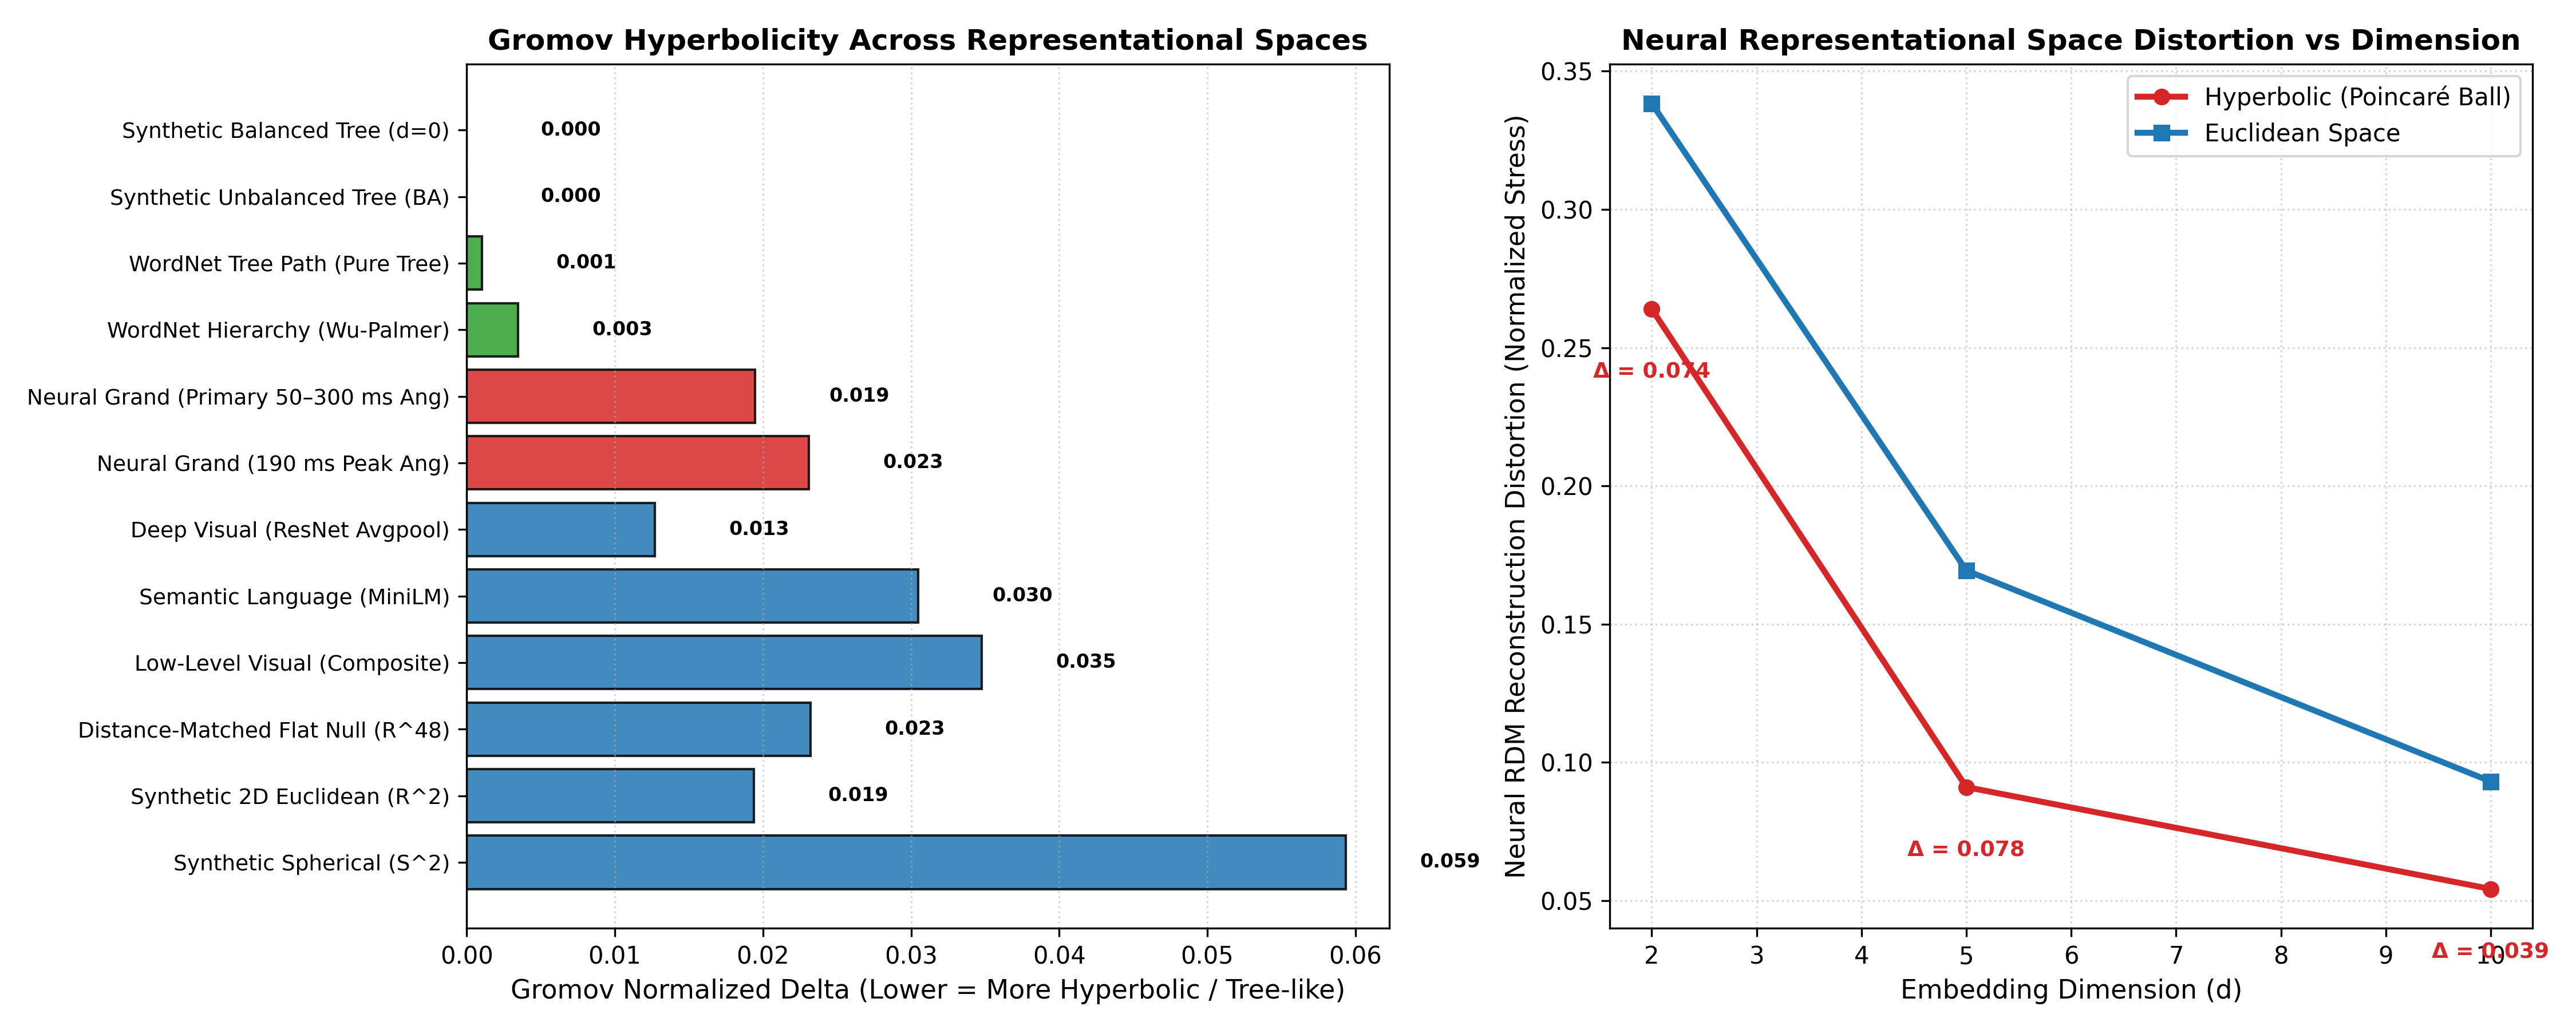 Gromov Hyperbolicity Across Representational Spaces
Synthetic Balanced Tree (d=0)
0.000
Synthetic Unbalanced Tree (BA)
0.000
WordNet Tree Path (Pure Tree)
0.001
WordNet Hierarchy (Wu-Palmer)
0.003
Neural Grand (Primary 50–300 ms Ang)
0.019
Neural Grand (190 ms Peak Ang)
0.023
Deep Visual (ResNet Avgpool)
0.013
Semantic Language (MiniLM)
0.030
Low-Level Visual (Composite)
0.035
Distance-Matched Flat Null (R^48)
0.023
Synthetic 2D Euclidean (R^2)
0.019
Synthetic Spherical (S^2)
0.059
0.00 0.01 0.02 0.03 0.04 0.05 0.06
Gromov Normalized Delta (Lower = More Hyperbolic / Tree-like)
Neural Representational Space Distortion vs Dimension
Neural RDM Reconstruction Distortion (Normalized Stress)
0.35
0.30
0.25
0.20
0.15
0.10
0.05
Hyperbolic (Poincaré Ball)
Euclidean Space
Δ = 0.074
Δ = 0.078
Δ = 0.039
2 3 4 5 6 7 8 9 10
Embedding Dimension (d)